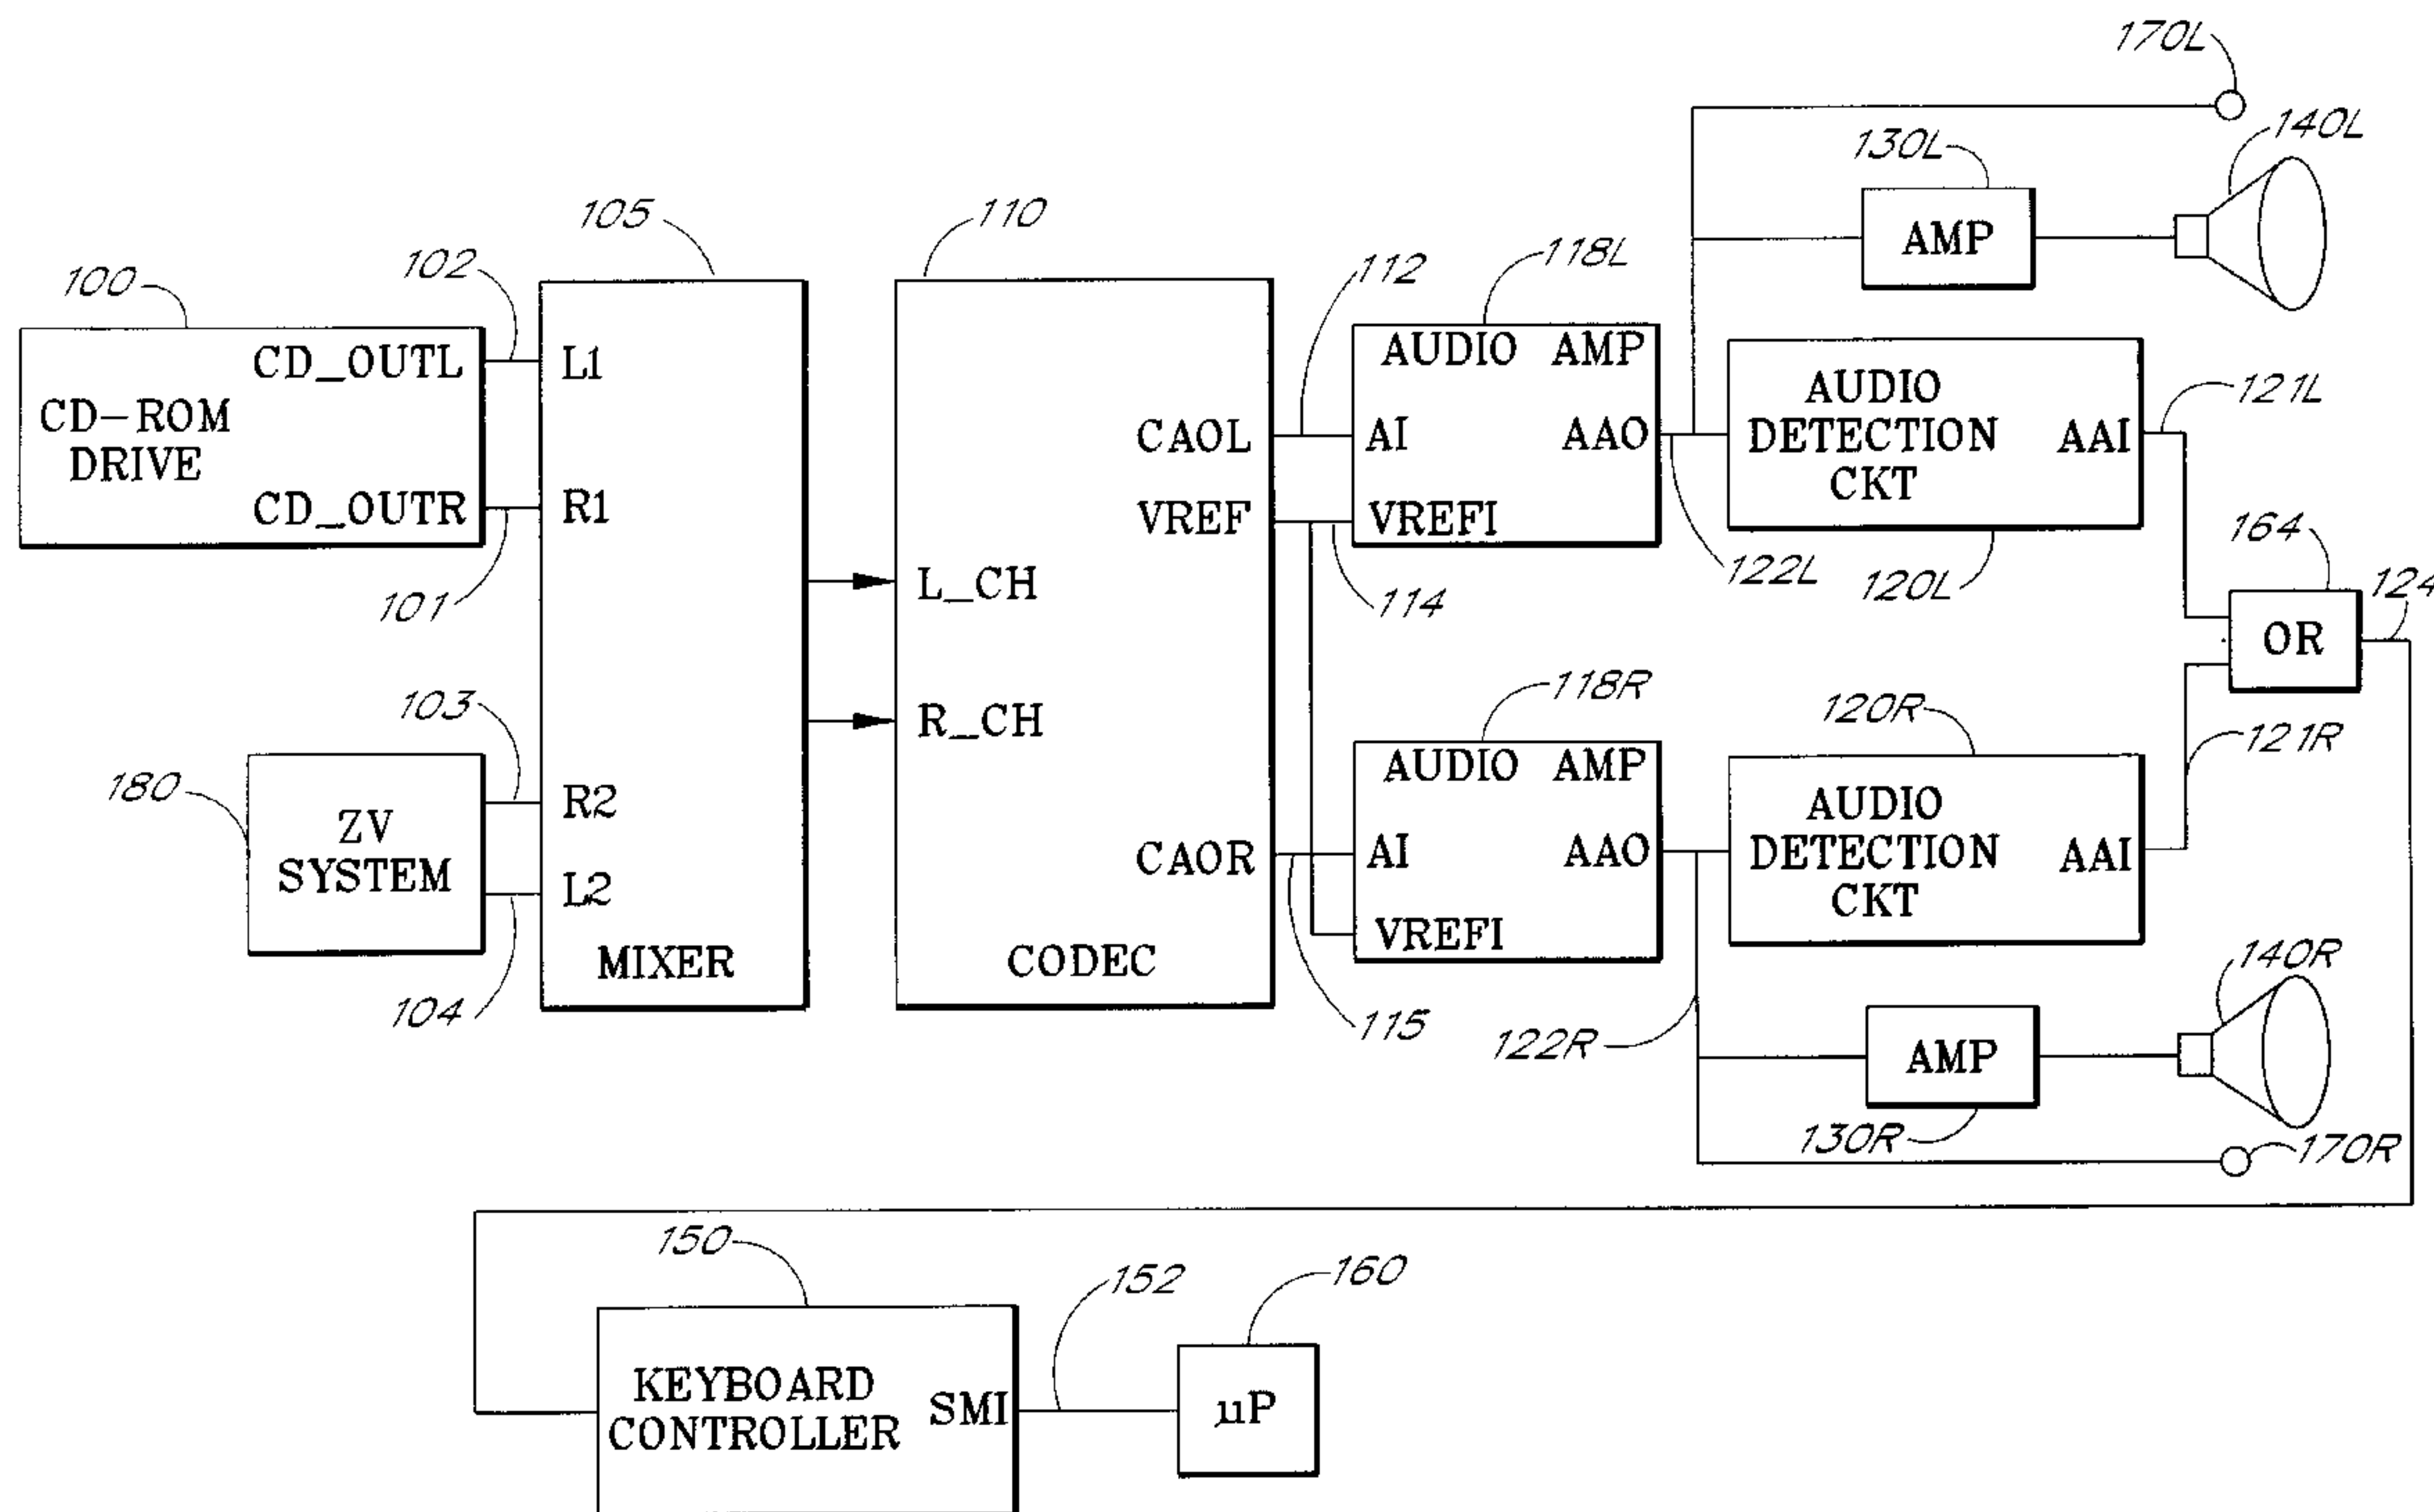 170L
140L
130L
105
110
AMP
118L
112
102
100
AUDIO AMP
CD_OUTL
L1
AUDIO
DETECTION
CKT
121L
CD-ROM
DRIVE
CAOL
AI
AAO
AAI
CD_OUTR
R1
VREF
VREFI
164
122L
120L
124
101
L_CH
114
OR
118R
120R
103
R_CH
121R
AUDIO AMP
180
R2
ZV
SYSTEM
AUDIO
DETECTION
CKT
L2
CAOR
AI
AAO
AAI
VREFI
MIXER
CODEC
140R
104
115
122R
AMP
130R
170R
150
152
160
KEYBOARD
CONTROLLER
SMI
µP